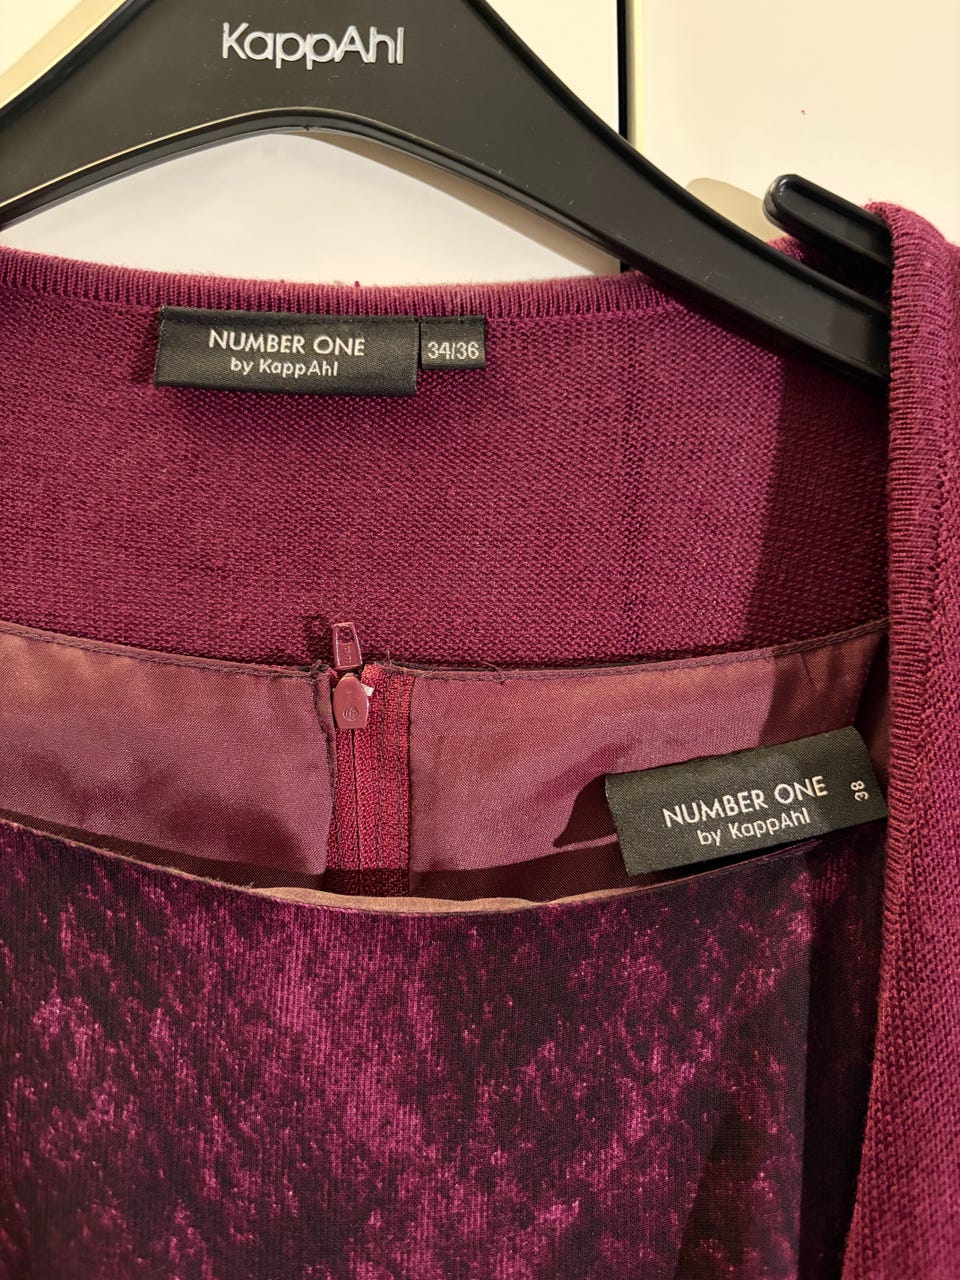 KappAhl
NUMBER ONE
by KappAhl
34/36
NUMBER ONE
by KappAhl
38